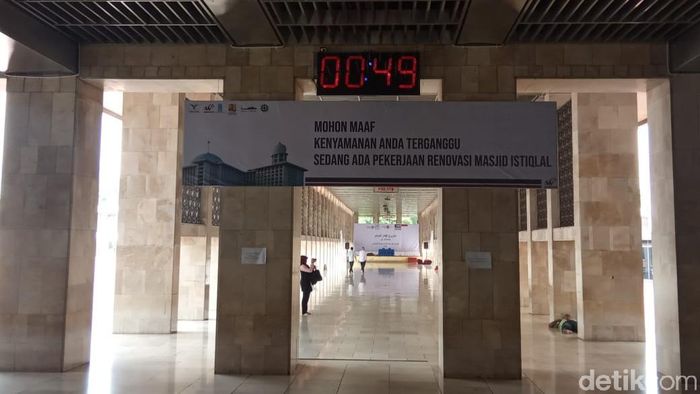 00:49
MOHON MAAF
KENYAMANAN ANDA TERGANGGU
SEDANG ADA PEKERJAAN RENOVASI MASJID ISTIQLAL
detikcom